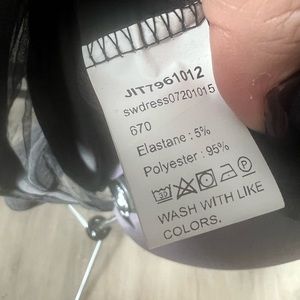 JIT7961012
swdress07201015
670
Elastane : 5%
Polyester : 95%
WASH WITH LIKE
COLORS.